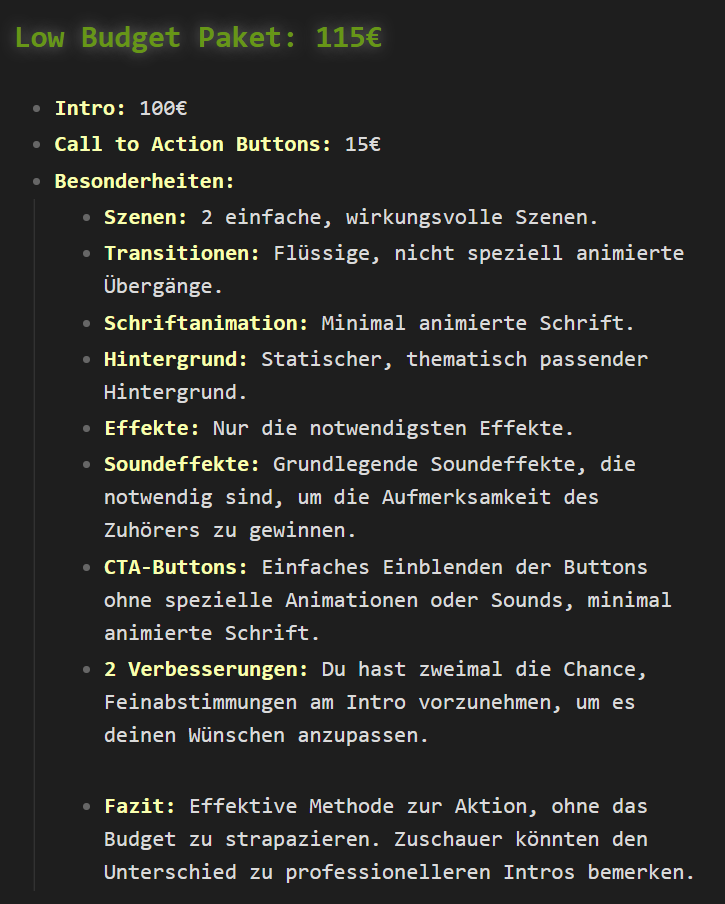 Low Budget Paket: 115€
Intro: 100€
Call to Action Buttons: 15€
Besonderheiten:
Szenen: 2 einfache, wirkungsvolle Szenen.
Transitionen: Flüssige, nicht speziell animierte
Übergänge.
Schriftanimation: Minimal animierte Schrift.
Hintergrund: Statischer, thematisch passender
Hintergrund.
Effekte: Nur die notwendigsten Effekte.
Soundeffekte: Grundlegende Soundeffekte, die
notwendig sind, um die Aufmerksamkeit des
Zuhörers zu gewinnen.
CTA-Buttons: Einfaches Einblenden der Buttons
ohne spezielle Animationen oder Sounds, minimal
animierte Schrift.
2 Verbesserungen: Du hast zweimal die Chance,
Feinabstimmungen am Intro vorzunehmen, um es
deinen Wünschen anzupassen.
Fazit: Effektive Methode zur Aktion, ohne das
Budget zu strapazieren. Zuschauer könnten den
Unterschied zu professionelleren Intros bemerken.